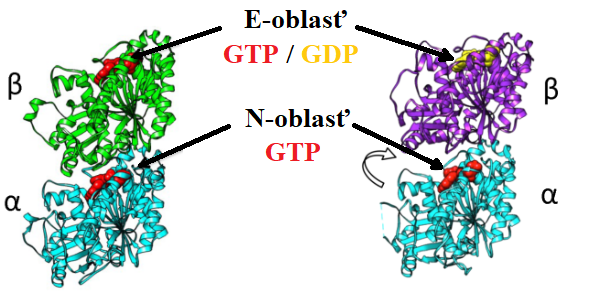 E-oblasť
GTP / GDP
β
β
N-oblasť
GTP
α
α